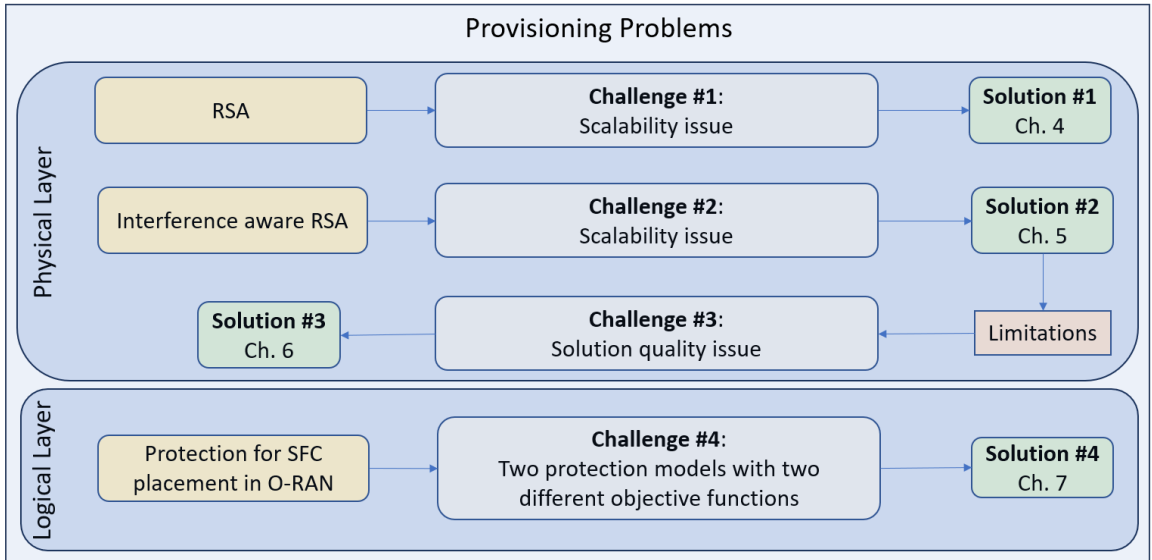 Provisioning Problems
Physical Layer
RSA
Challenge #1:
Scalability issue
Solution #1
Ch. 4
Interference aware RSA
Challenge #2:
Scalability issue
Solution #2
Ch. 5
Solution #3
Ch. 6
Challenge #3:
Solution quality issue
Limitations
Logical Layer
Protection for SFC
placement in O-RAN
Challenge #4:
Two protection models with two
different objective functions
Solution #4
Ch. 7